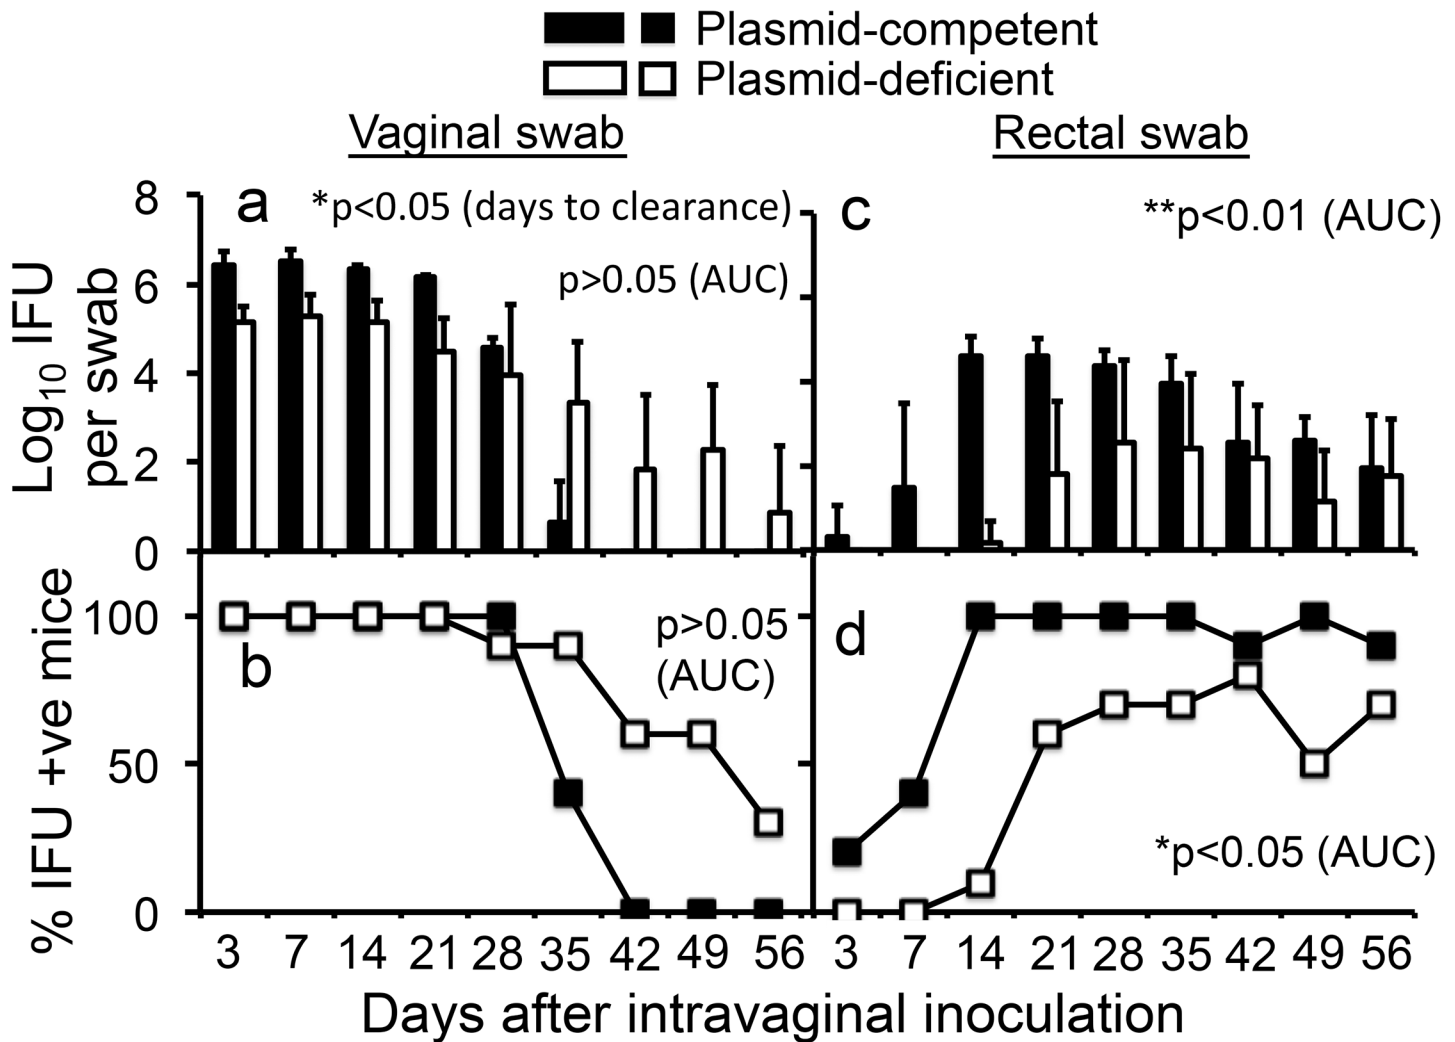 Plasmid-competent
Plasmid-deficient
Vaginal swab
Rectal swab
a
*p<0.05 (days to clearance)
p>0.05 (AUC)
c
**p<0.01 (AUC)
Log10 IFU
per swab
8
6
4
2
0
b
p>0.05
(AUC)
d
*p<0.05 (AUC)
% IFU +ve mice
100
50
0
3 7 14 21 28 35 42 49 56
3 7 14 21 28 35 42 49 56
Days after intravaginal inoculation